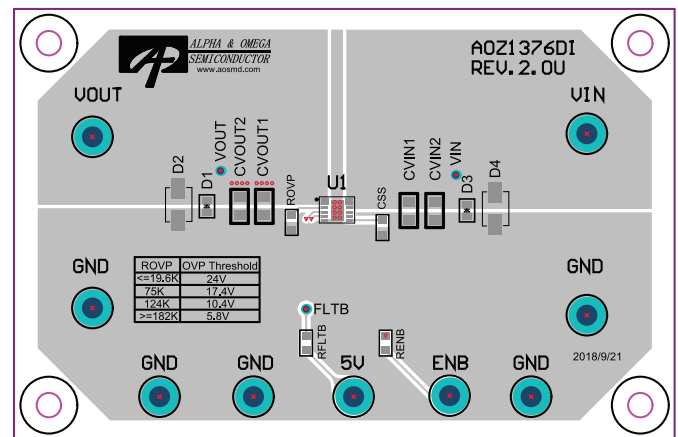 ALPHA & OMEGA
SEMICONDUCTOR
www.aosmd.com
AOZ1376DI
REV.2.0U
VOUT
VIN
D2
D1
VOUT
CVOUT2
CVOUT1
ROVP
U1
CSS
CVIN1
CVIN2
VIN
D3
D4
GND
ROVP OVP Threshold
<=19.6K 24V
75K 17.4V
124K 10.4V
>=182K 5.8V
GND
FLTB
RFLTB
RENB
2018/9/21
GND
GND
5V
ENB
GND